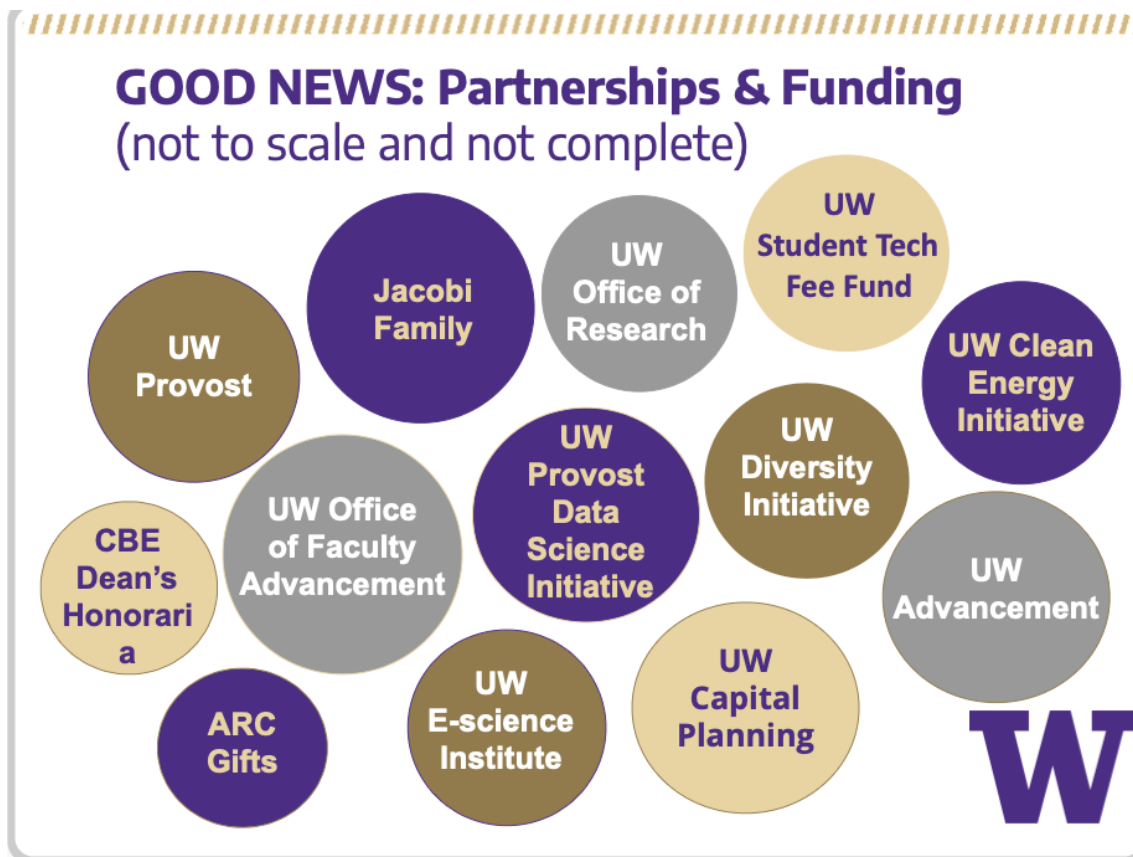 GOOD NEWS: Partnerships & Funding
(not to scale and not complete)
UW
Provost
Jacobi
Family
UW
Office of
Research
UW
Student Tech
Fee Fund
UW Clean
Energy
Initiative
CBE
Dean’s
Honorari
a
UW Office
of Faculty
Advancement
UW
Provost
Data
Science
Initiative
UW
Diversity
Initiative
UW
Advancement
ARC
Gifts
UW
E-science
Institute
UW
Capital
Planning
W